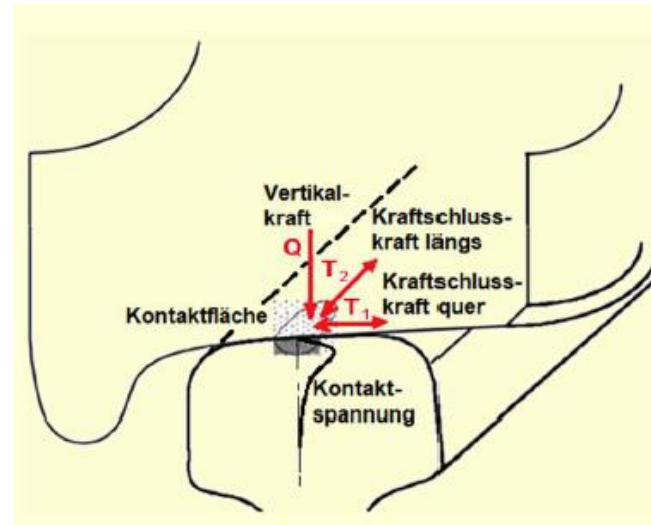 Vertikal-
kraft
Q
Kraftschluss-
kraft längs
T2
Kraftschluss-
kraft quer
T1
Kontaktfläche
Kontakt-
spannung